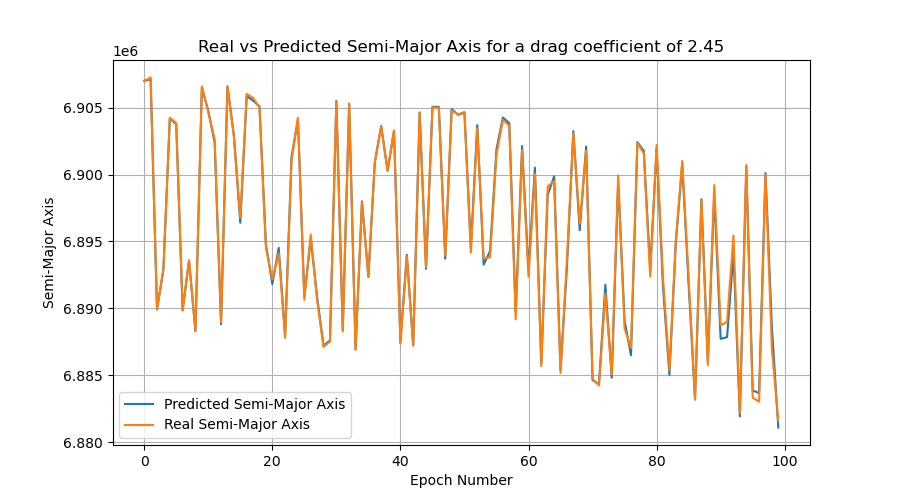 Real vs Predicted Semi-Major Axis for a drag coefficient of 2.45
1e6
6.905
6.900
6.895
6.890
6.885
6.880
Semi-Major Axis
Predicted Semi-Major Axis
Real Semi-Major Axis
0 20 40 60 80 100
Epoch Number